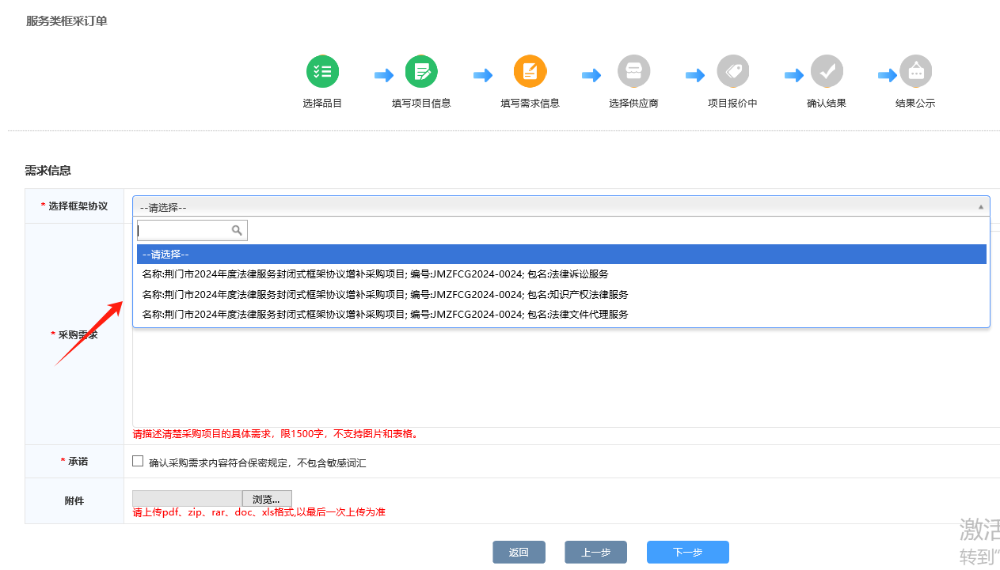 服务类框采订单
选择品目
填写项目信息
填写需求信息
选择供应商
项目报价中
确认结果
结果公示
需求信息
* 选择框架协议
--请选择--
--请选择--
名称:荆门市2024年度法律服务封闭式框架协议增补采购项目; 编号:JMZFCG2024-0024; 包名:法律诉讼服务
名称:荆门市2024年度法律服务封闭式框架协议增补采购项目; 编号:JMZFCG2024-0024; 包名:知识产权法律服务
名称:荆门市2024年度法律服务封闭式框架协议增补采购项目; 编号:JMZFCG2024-0024; 包名:法律文件代理服务
* 采购需求
请描述清楚采购项目的具体需求，限1500字，不支持图片和表格。
* 承诺
确认采购需求内容符合保密规定，不包含敏感词汇
附件
浏览...
请上传pdf、zip、rar、doc、xls格式,以最后一次上传为准
返回
上一步
下一步
激活
转到"